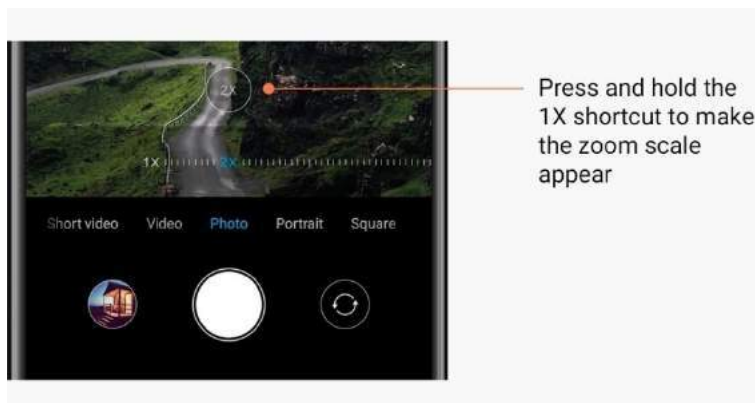 2X
Press and hold the
1X shortcut to make
the zoom scale
appear
1X 2X
Short video Video Photo Portrait Square